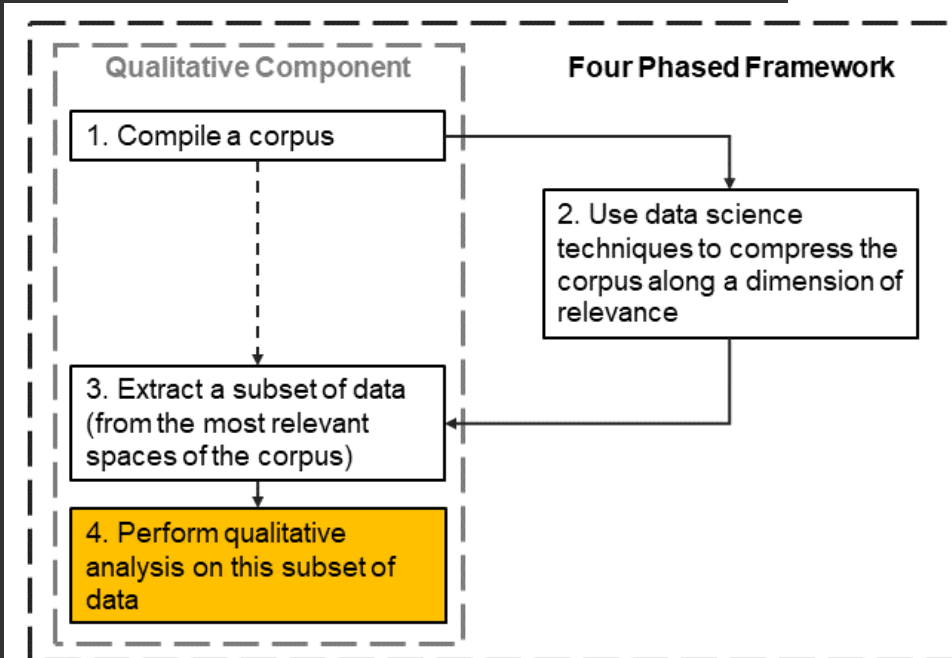 Qualitative Component
Four Phased Framework
1. Compile a corpus
2. Use data science
techniques to compress the
corpus along a dimension of
relevance
3. Extract a subset of data
(from the most relevant
spaces of the corpus)
4. Perform qualitative
analysis on this subset of
data